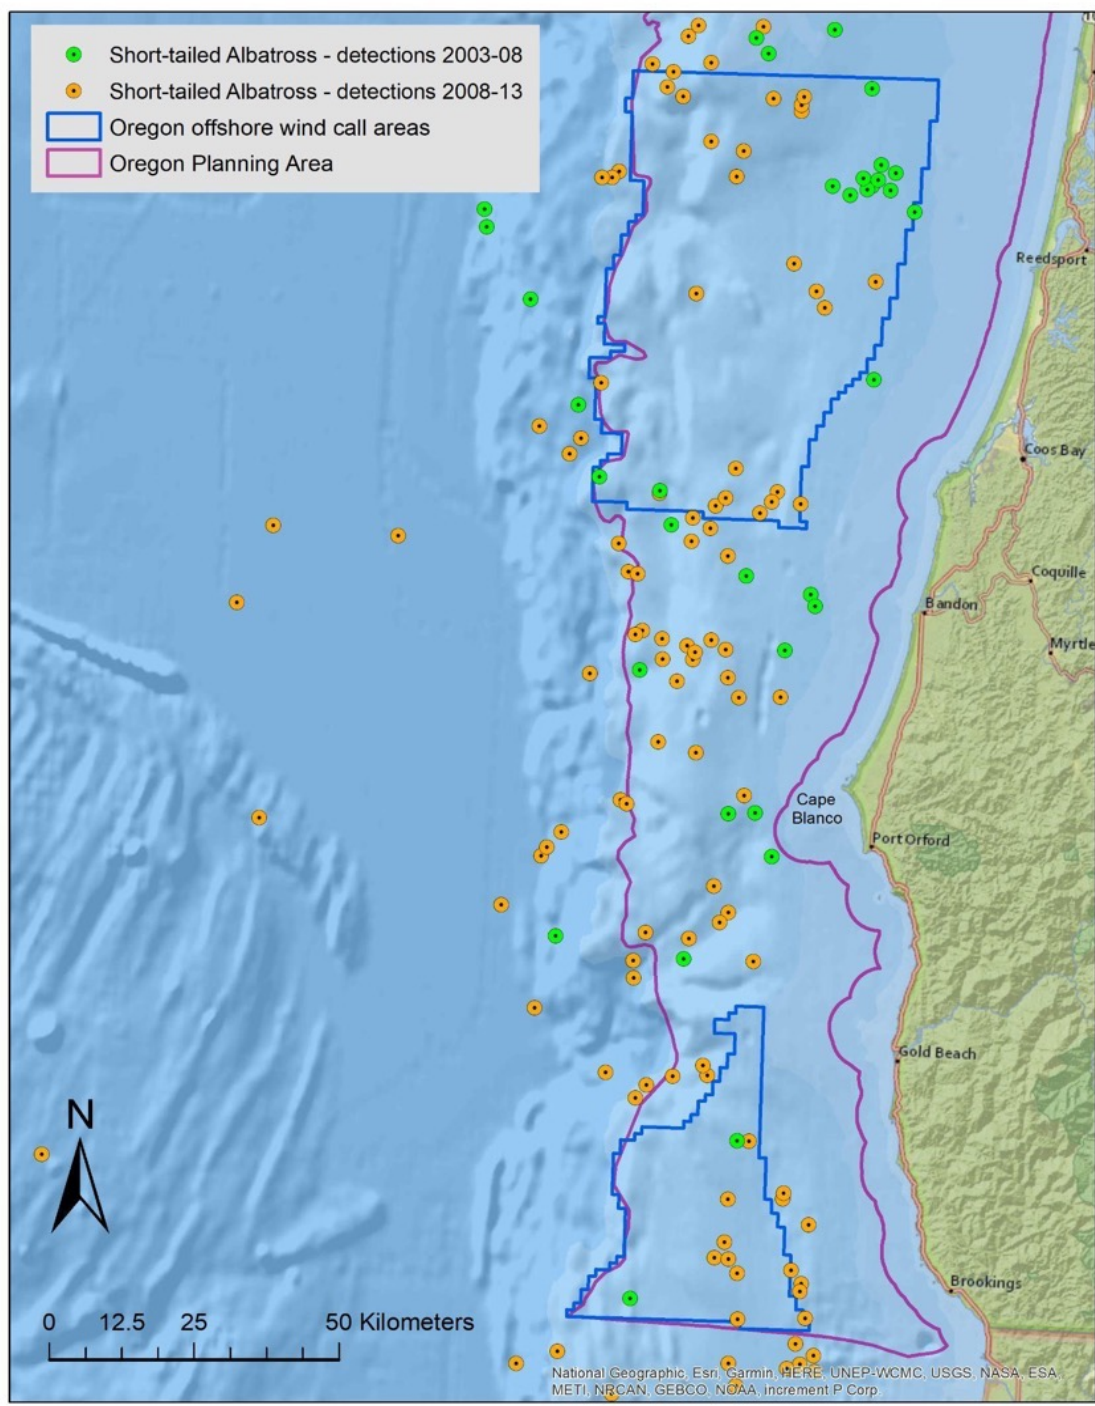 Short-tailed Albatross - detections 2003-08
Short-tailed Albatross - detections 2008-13
Oregon offshore wind call areas
Oregon Planning Area
Reedsport
Coos Bay
Coquille
Bandon
Myrtle
Cape
Blanco
Port Orford
Gold Beach
N
Brookings
0 12.5 25 50 Kilometers
National Geographic, Esri, Garmin, HERE, UNEP-WCMC, USGS, NASA, ESA,
METI, NRCAN, GEBCO, NOAA, increment P Corp